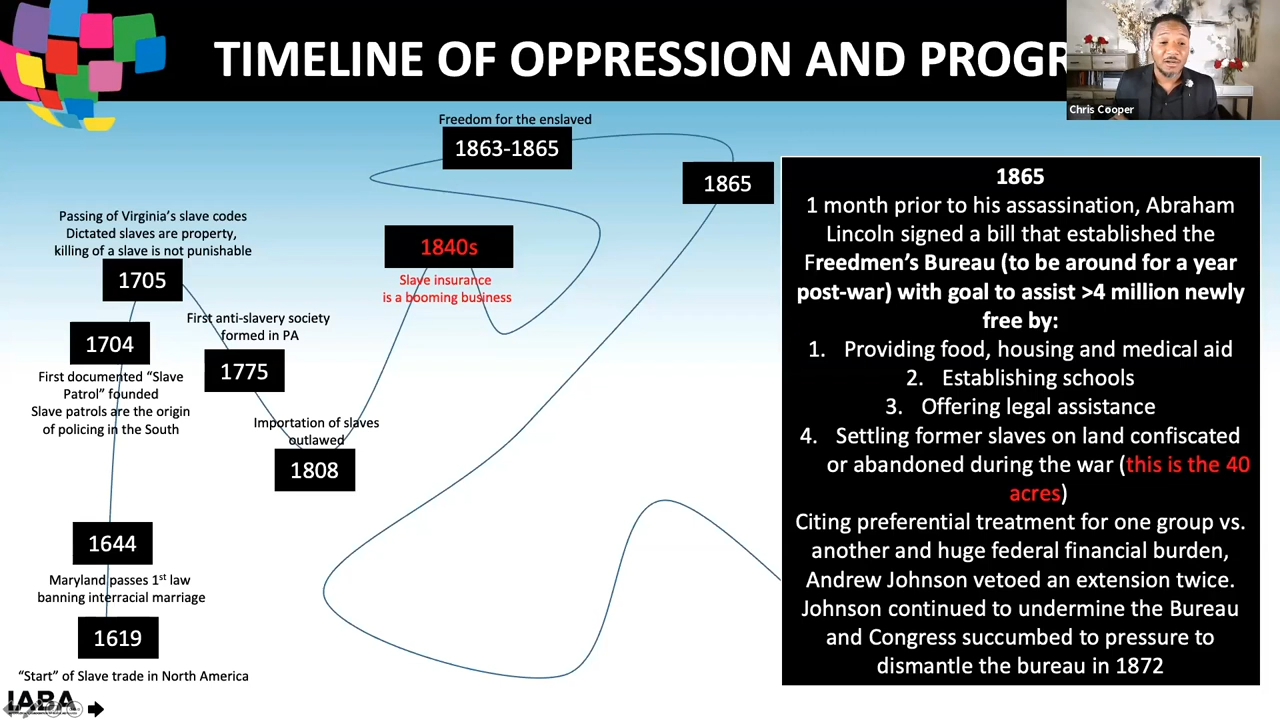 TIMELINE OF OPPRESSION AND PROGR
Chris Cooper
Freedom for the enslaved
1863-1865
1865
Passing of Virginia's slave codes
Dictated slaves are property,
killing of a slave is not punishable
1705
1840s
Slave insurance
is a booming business
First anti-slavery society
formed in PA
1775
1704
First documented “Slave
Patrol” founded
Slave patrols are the origin
of policing in the South
Importation of slaves
outlawed
1808
1644
Maryland passes 1st law
banning interracial marriage
1619
“Start” of Slave trade in North America
IABA
1865
1 month prior to his assassination, Abraham
Lincoln signed a bill that established the
Freedmen's Bureau (to be around for a year
post-war) with goal to assist >4 million newly
free by:
1. Providing food, housing and medical aid
2. Establishing schools
3. Offering legal assistance
4. Settling former slaves on land confiscated
or abandoned during the war (this is the 40
acres)
Citing preferential treatment for one group vs.
another and huge federal financial burden,
Andrew Johnson vetoed an extension twice.
Johnson continued to undermine the Bureau
and Congress succumbed to pressure to
dismantle the bureau in 1872